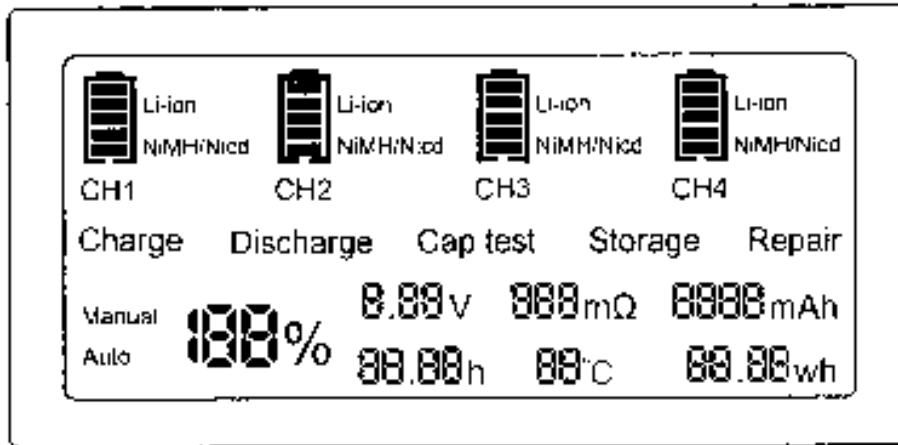 Li-ion Li-ion Li-ion Li-ion
NiMH/Nicd NiMH/Nicd NiMH/Nicd NiMH/Nicd
CH1 CH2 CH3 CH4
Charge Discharge Cap test Storage Repair
Manual 188% 8.88V 888mΩ 8888mAh
Auto 88.88h 88°C 88.88wh